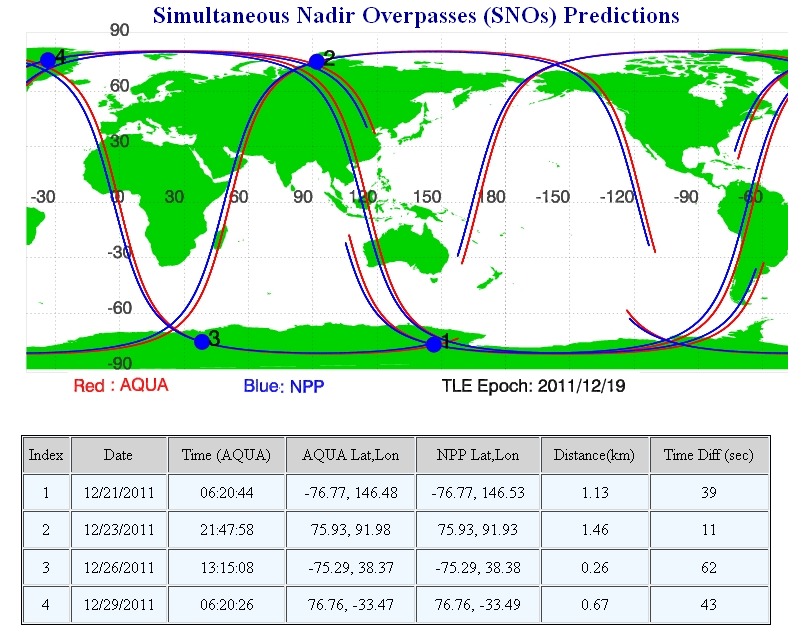 Simultaneous Nadir Overpasses (SNOs) Predictions
90
4
2
60
30
-30 0 30 60 90 120 150 180 -150 -120 -90 -60
-30
-60
3
1
-90
Red : AQUA Blue: NPP TLE Epoch: 2011/12/19
Index Date Time (AQUA) AQUA Lat,Lon NPP Lat,Lon Distance(km) Time Diff (sec)
1 12/21/2011 06:20:44 -76.77, 146.48 -76.77, 146.53 1.13 39
2 12/23/2011 21:47:58 75.93, 91.98 75.93, 91.93 1.46 11
3 12/26/2011 13:15:08 -75.29, 38.37 -75.29, 38.38 0.26 62
4 12/29/2011 06:20:26 76.76, -33.47 76.76, -33.49 0.67 43